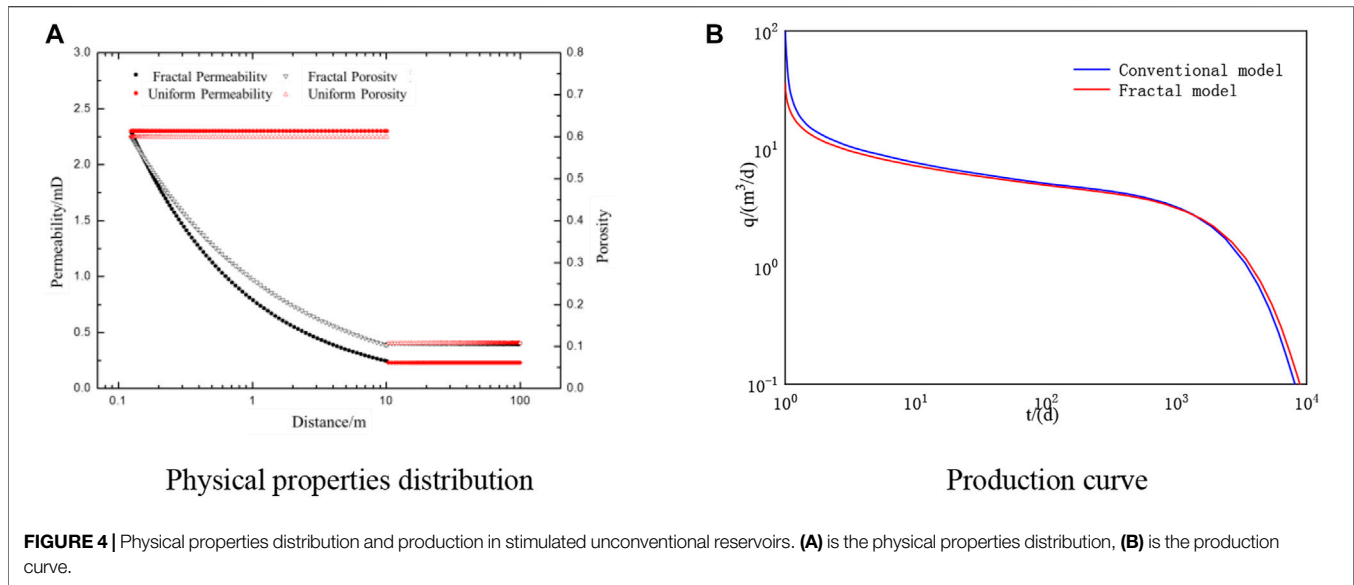 A
3.0
2.5
2.0
1.5
1.0
0.5
0.0
Permeability/mD
Fractal Permeability
Uniform Permeability
Fractal Porosity
Uniform Porosity
0.8
0.7
0.6
0.5
0.4
0.3
0.2
0.1
0.0
Porosity
0.1 1 10 100
Distance/m
Physical properties distribution
B
10^2
10^1
10^0
10^-1
q/(m^3/d)
Conventional model
Fractal model
10^0 10^1 10^2 10^3 10^4
t/(d)
Production curve
FIGURE 4 | Physical properties distribution and production in stimulated unconventional reservoirs. (A) is the physical properties distribution, (B) is the production
curve.